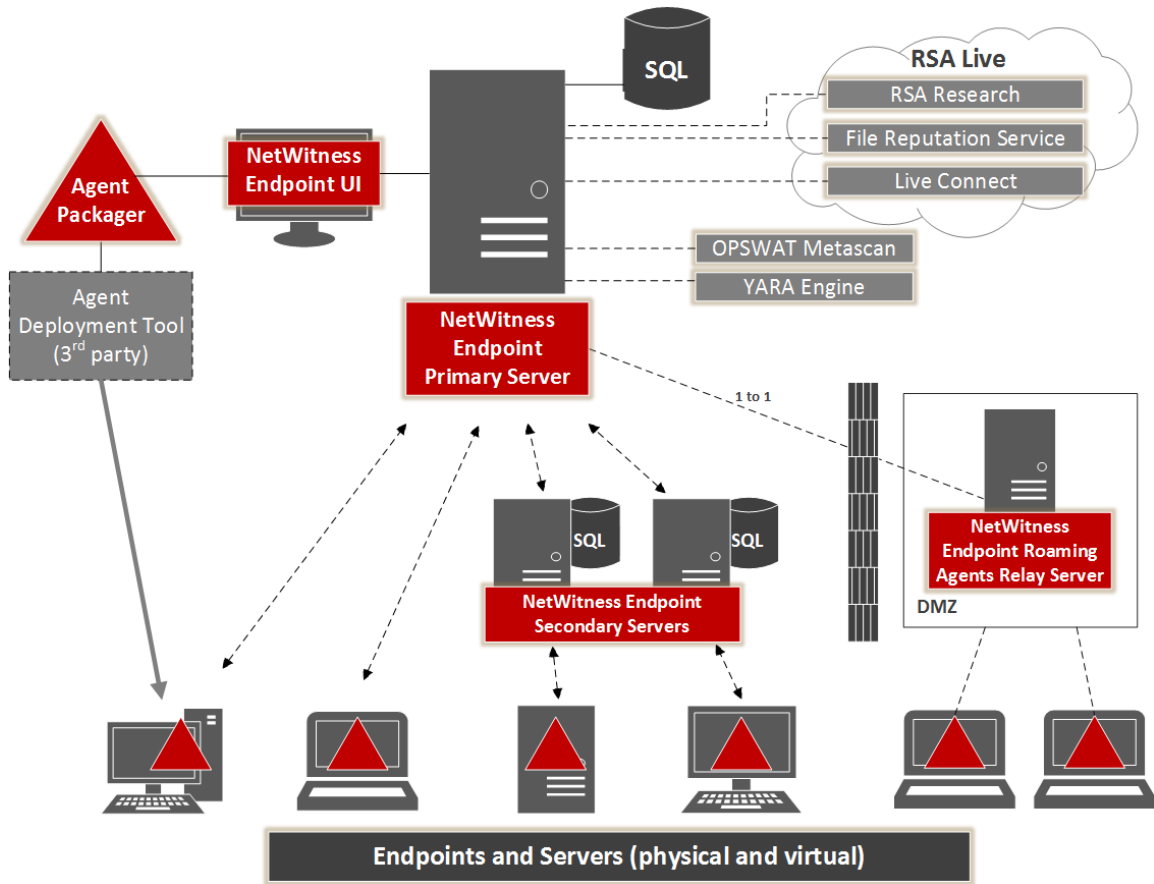 SQL
RSA Live
RSA Research
File Reputation Service
Live Connect
OPSWAT Metascan
YARA Engine
NetWitness
Endpoint UI
Agent
Packager
Agent
Deployment Tool
(3rd party)
NetWitness
Endpoint
Primary Server
1 to 1
SQL
SQL
NetWitness Endpoint
Secondary Servers
NetWitness
Endpoint Roaming
Agents Relay Server
DMZ
Endpoints and Servers (physical and virtual)